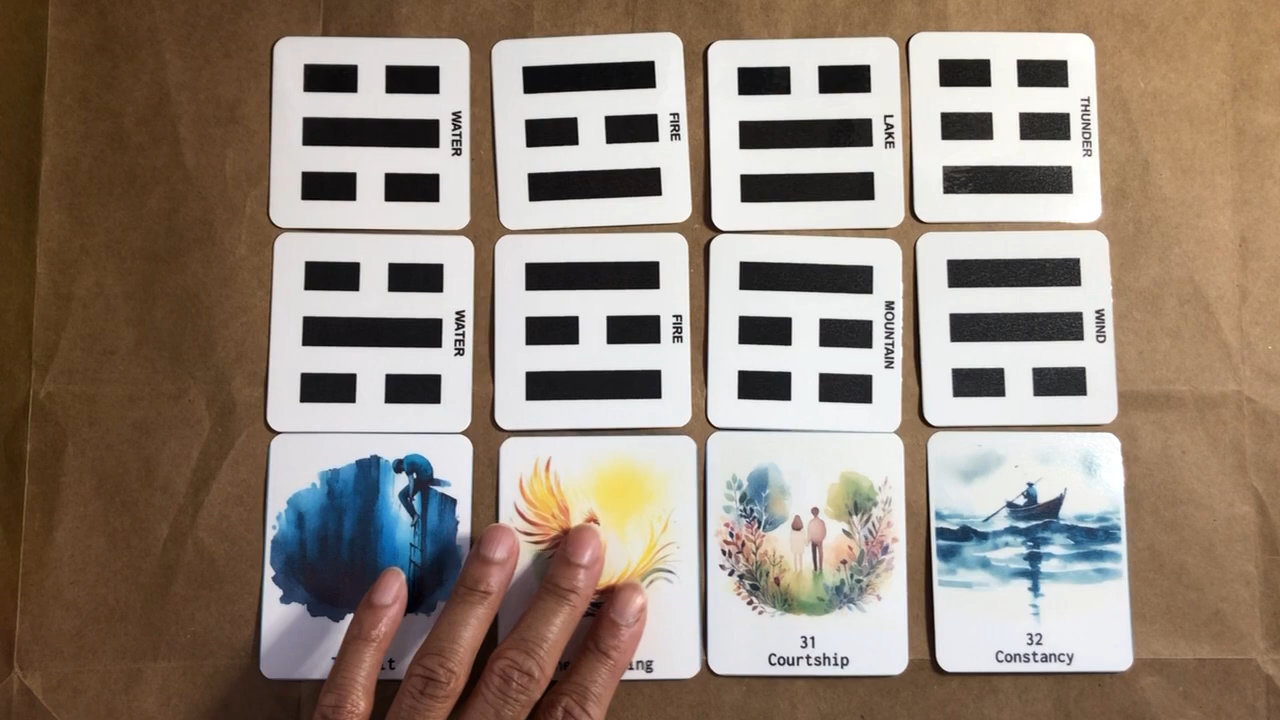 WATER
FIRE
LAKE
THUNDER
WATER
FIRE
MOUNTAIN
WIND
31
Courtship
32
Constancy